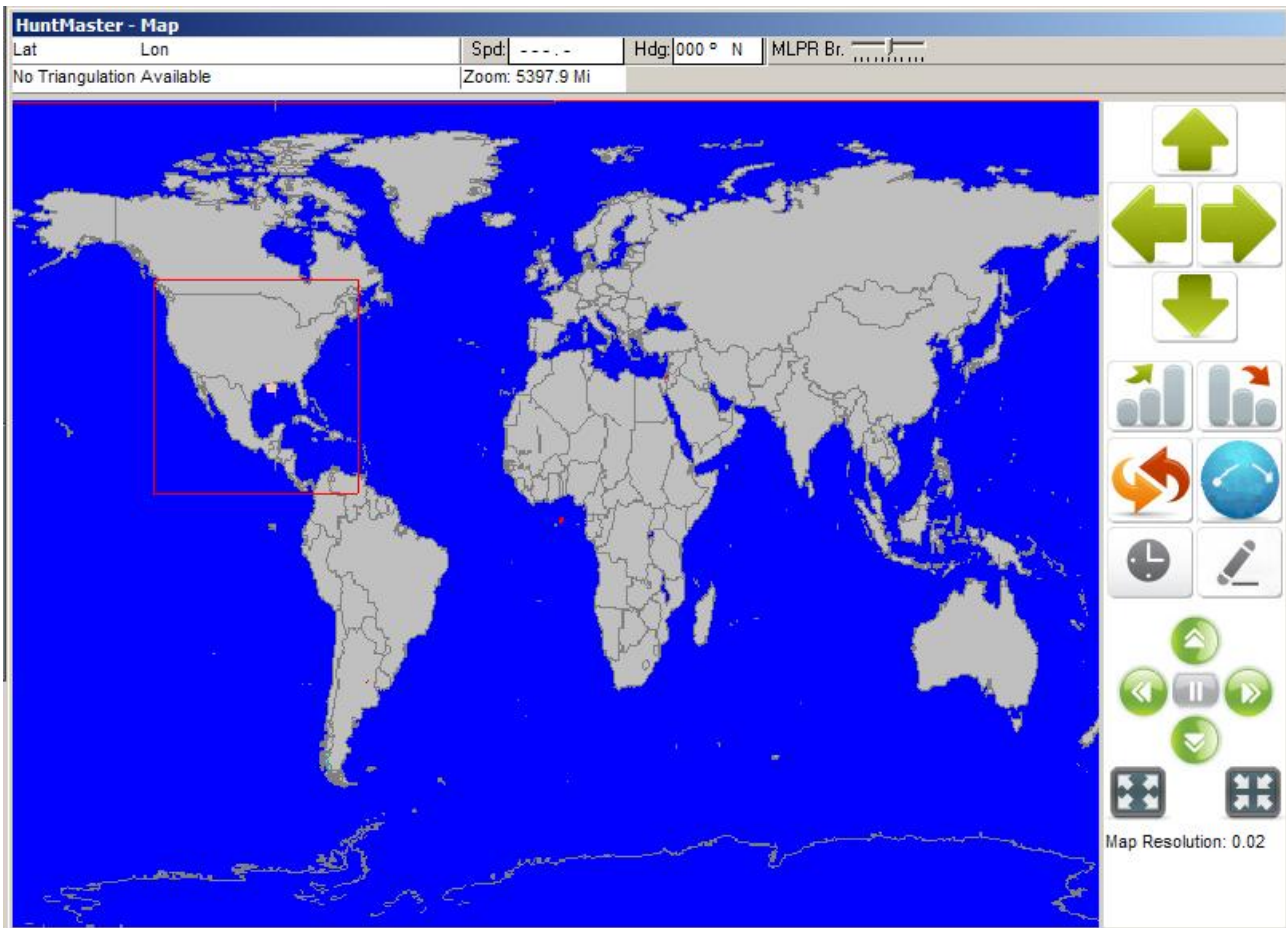 HuntMaster - Map
Lat Lon Spd: ---.- Hdg: 000 º N MLPR Br.
No Triangulation Available Zoom: 5397.9 Mi
Map Resolution: 0.02